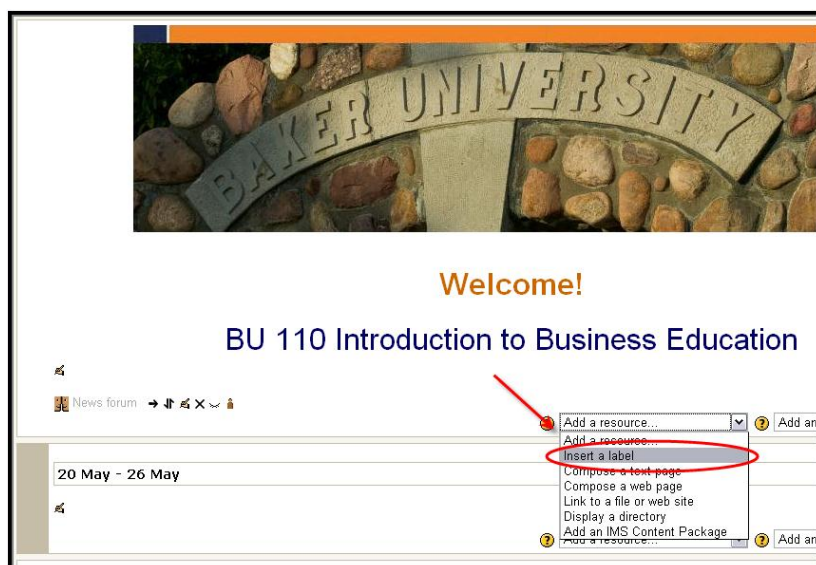 BAKER UNIVERSITY
Welcome!
BU 110 Introduction to Business Education
News forum
Add a resource...
Add an
Add a resource...
Insert a label
Compose a text page
Compose a web page
Link to a file or web site
Display a directory
Add an IMS Content Package
20 May - 26 May
Add a resource...
Add an